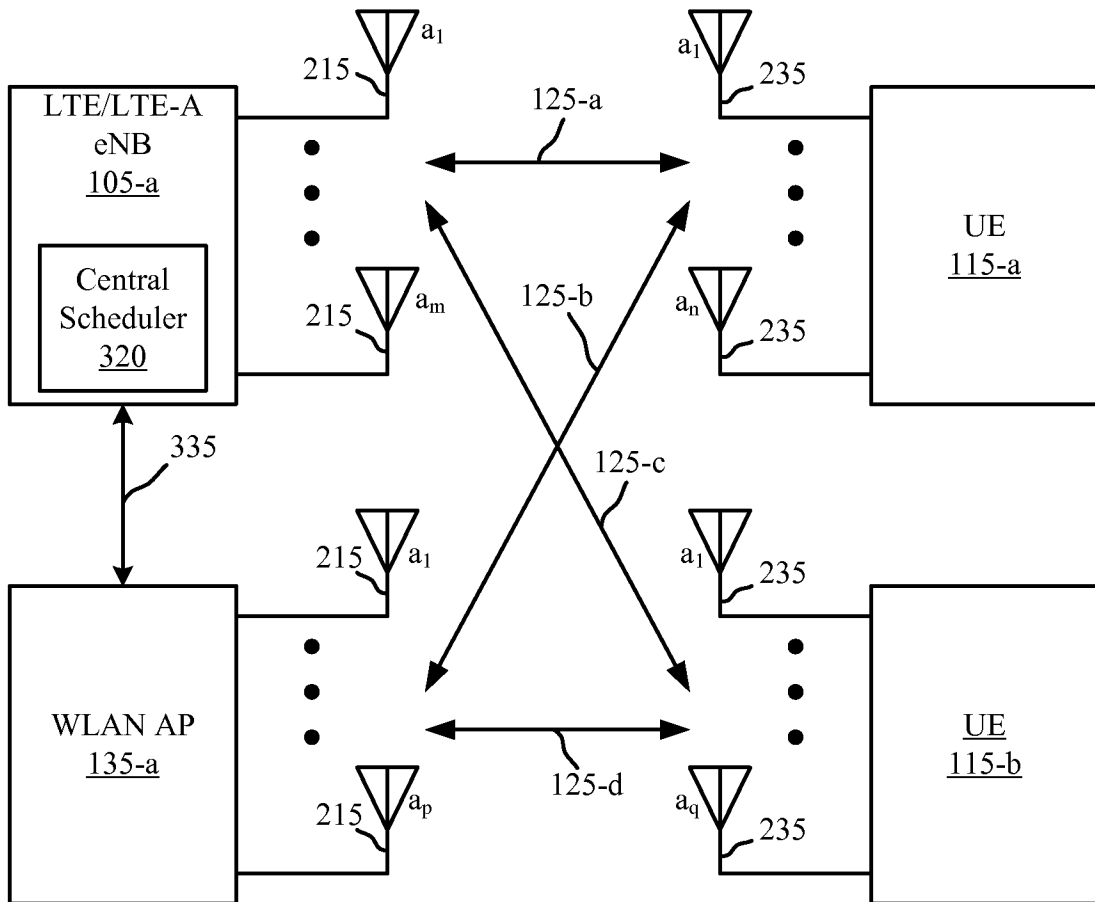 a1
a1
215
235
LTE/LTE-A
eNB
105-a
125-a
UE
115-a
Central
Scheduler
320
am
215
125-b
an
235
335
125-c
a1
215
a1
235
WLAN AP
135-a
UE
115-b
125-d
ap
215
aq
235